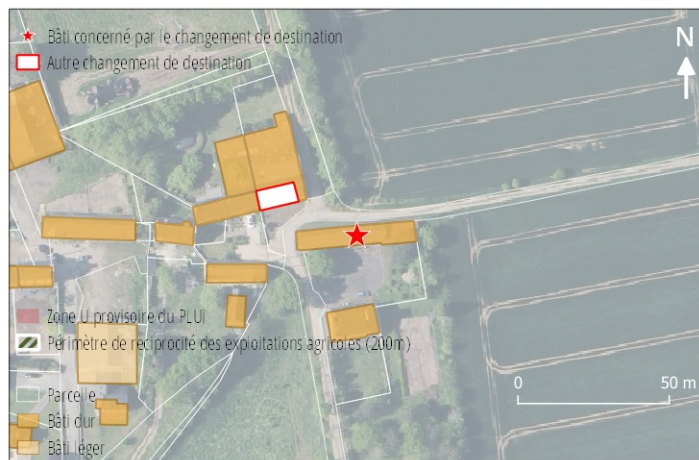 Bâti concerné par le changement de destination
Autre changement de destination
N
Zone U provisoire du PLUI
Périmètre de réciprocité des exploitations agricoles (200m)
Parcelle
Bâti dur
Bâti léger
0 50 m